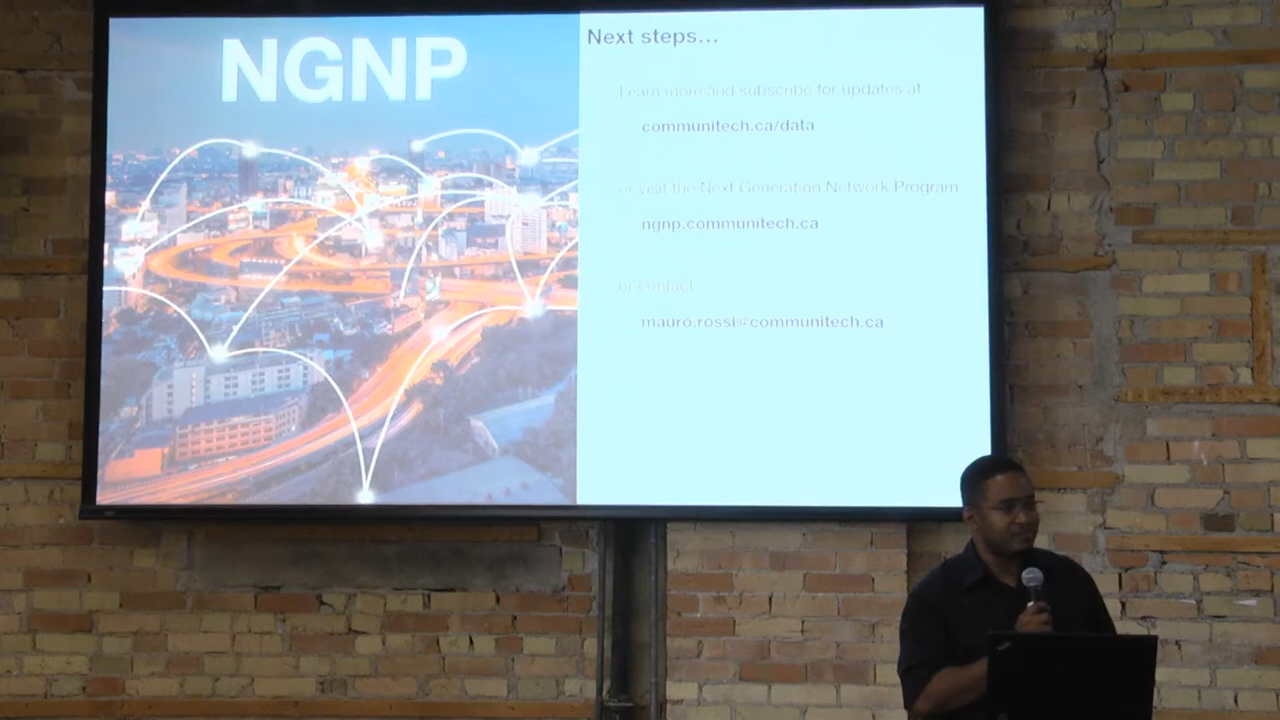 NGNP
Next steps...
Learn more and subscribe for updates at
communitech.ca/data
or visit the Next Generation Network Program
ngnp.communitech.ca
or contact
mauro.rossi@communitech.ca